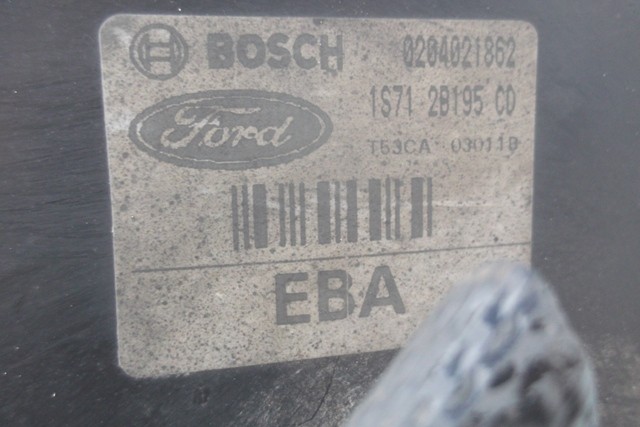 BOSCH 0204021862
1S71 2B195 CD
Ford
T53CA 03011B
EBA